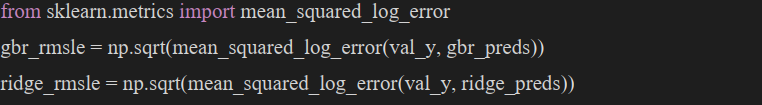 from sklearn.metrics import mean_squared_log_error
gbr_rmsle = np.sqrt(mean_squared_log_error(val_y, gbr_preds))
ridge_rmsle = np.sqrt(mean_squared_log_error(val_y, ridge_preds))